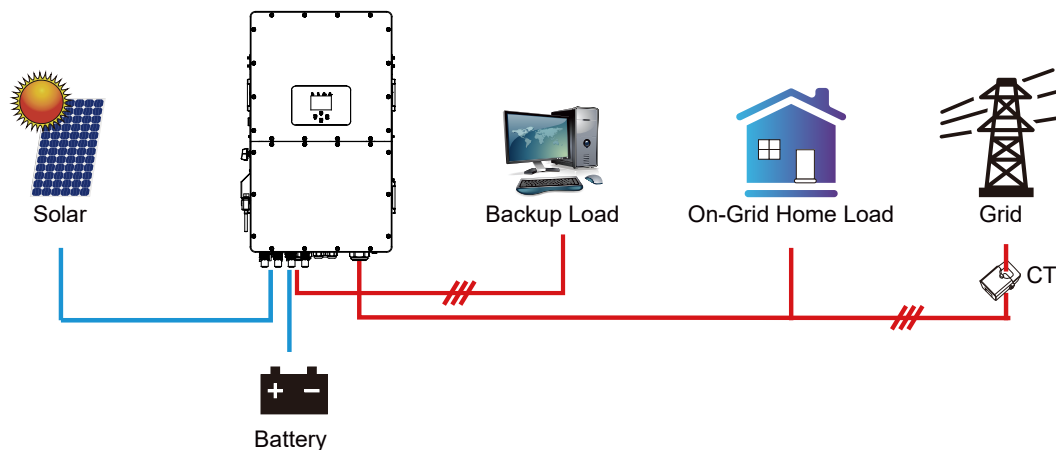 Solar
Backup Load
On-Grid Home Load
Grid
CT
Battery